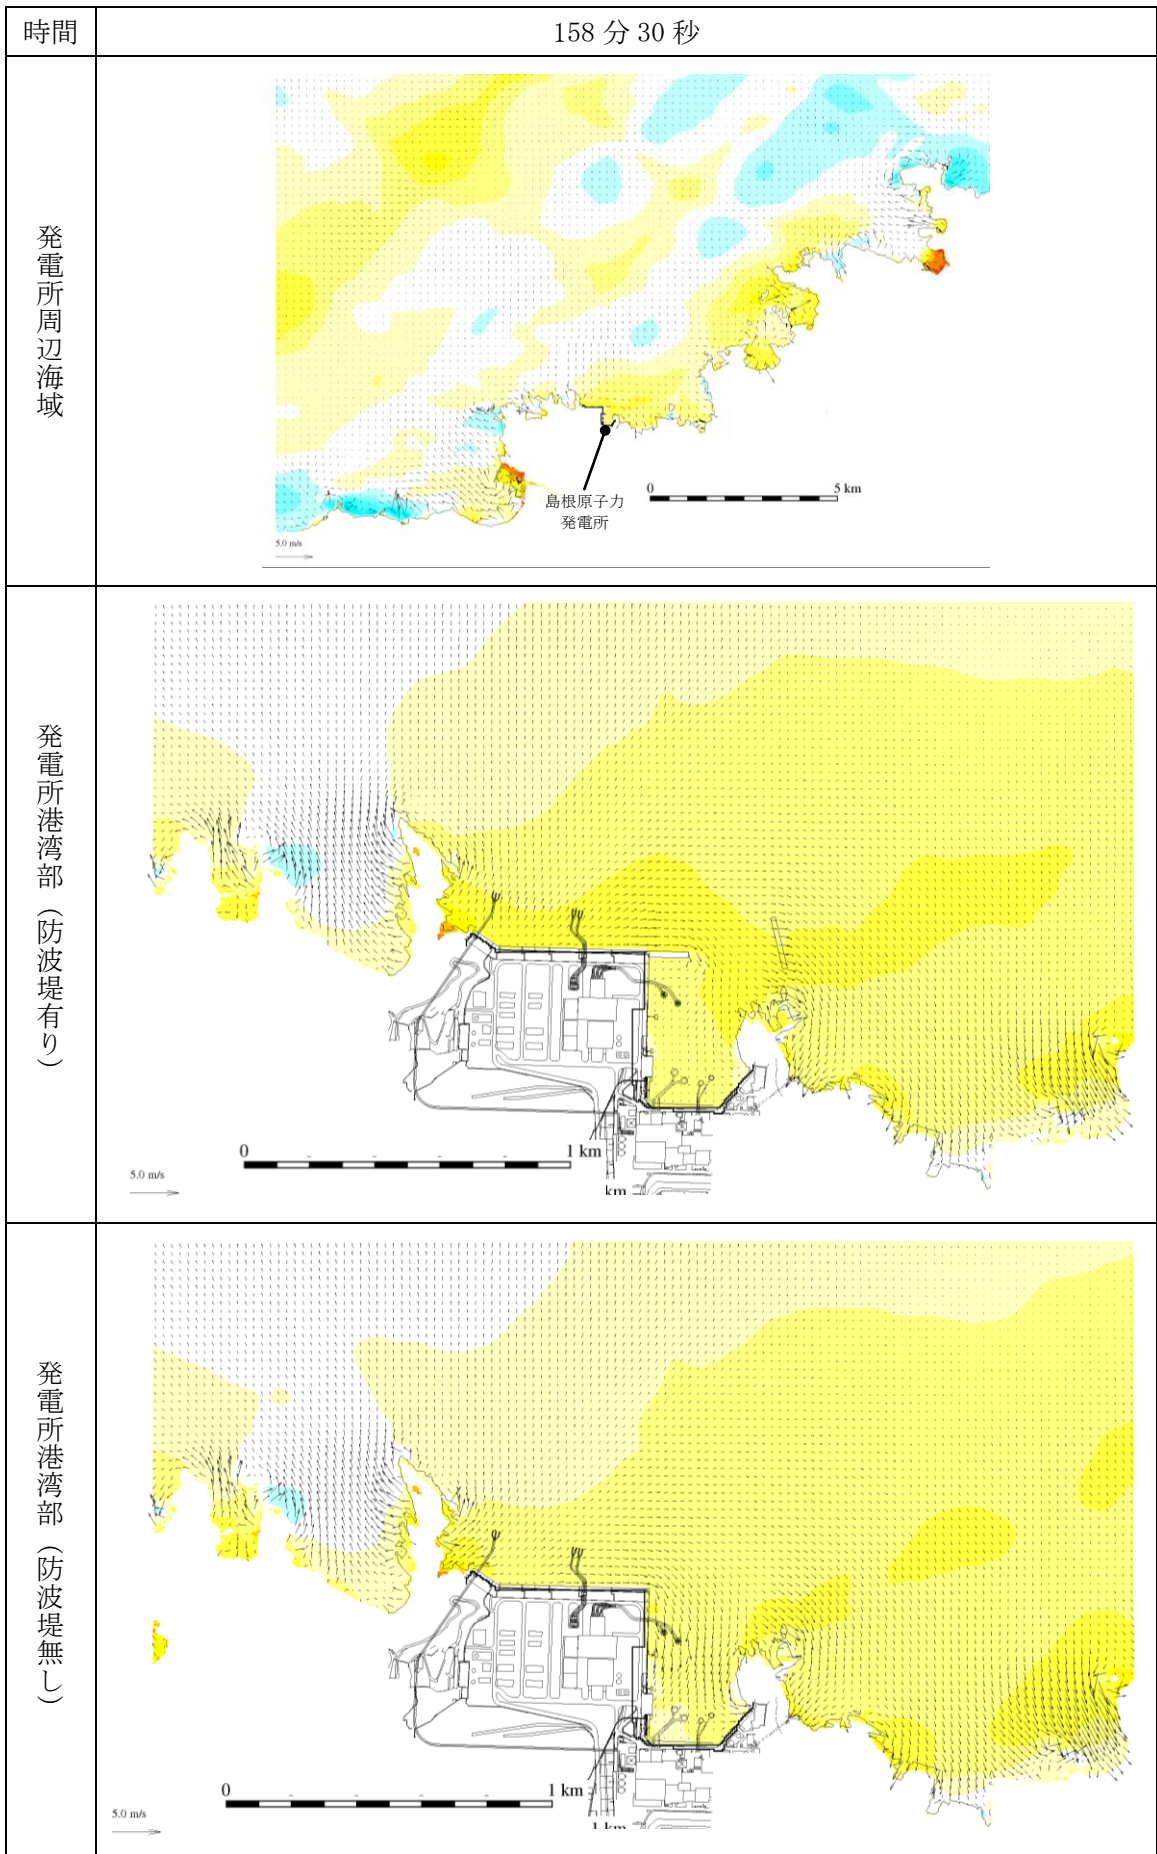 時間
158 分 30 秒
発電所周辺海域
島根原子力
発電所
0
5 km
5.0 m/s
発電所港湾部（防波堤有り）
0
1 km
5.0 m/s
km
発電所港湾部（防波堤無し）
0
1 km
5.0 m/s
1 km